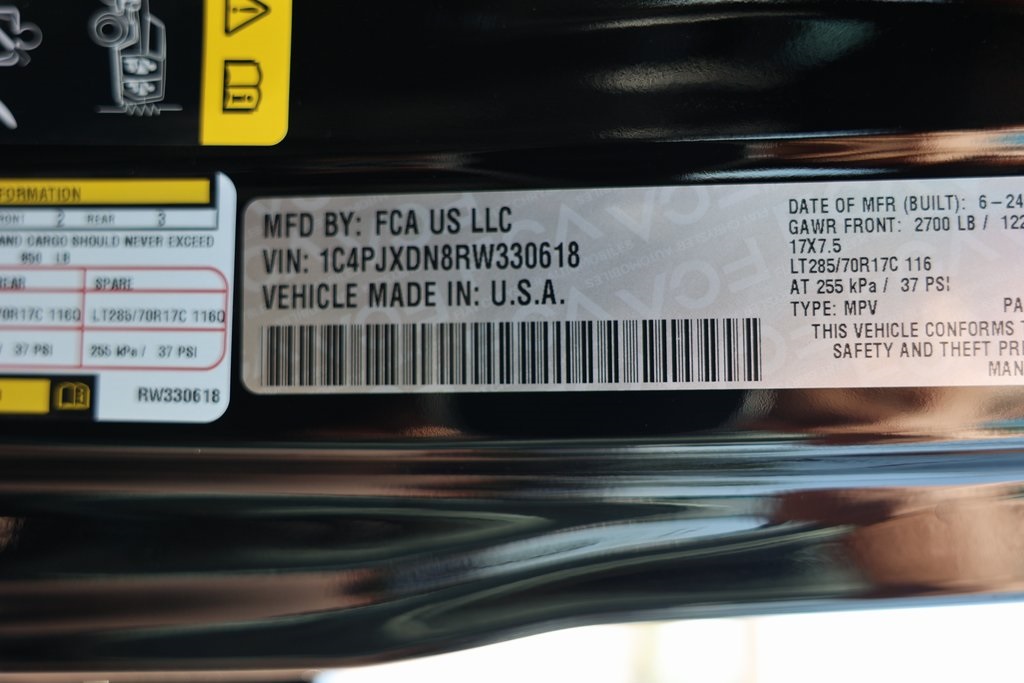 FORMATION
RONT 2 REAR 3
AND CARGO SHOULD NEVER EXCEED
850 LB
REAR SPARE
70R17C 116Q LT285/70R17C 116Q
/ 37 PSI 255 kPa / 37 PSI
RW330618
MFD BY: FCA US LLC
VIN: 1C4PJXDN8RW330618
VEHICLE MADE IN: U.S.A.
DATE OF MFR (BUILT): 6-24
GAWR FRONT: 2700 LB / 122
17X7.5
LT285/70R17C 116
AT 255 kPa / 37 PSI
TYPE: MPV PA
THIS VEHICLE CONFORMS T
SAFETY AND THEFT PRE
MAN